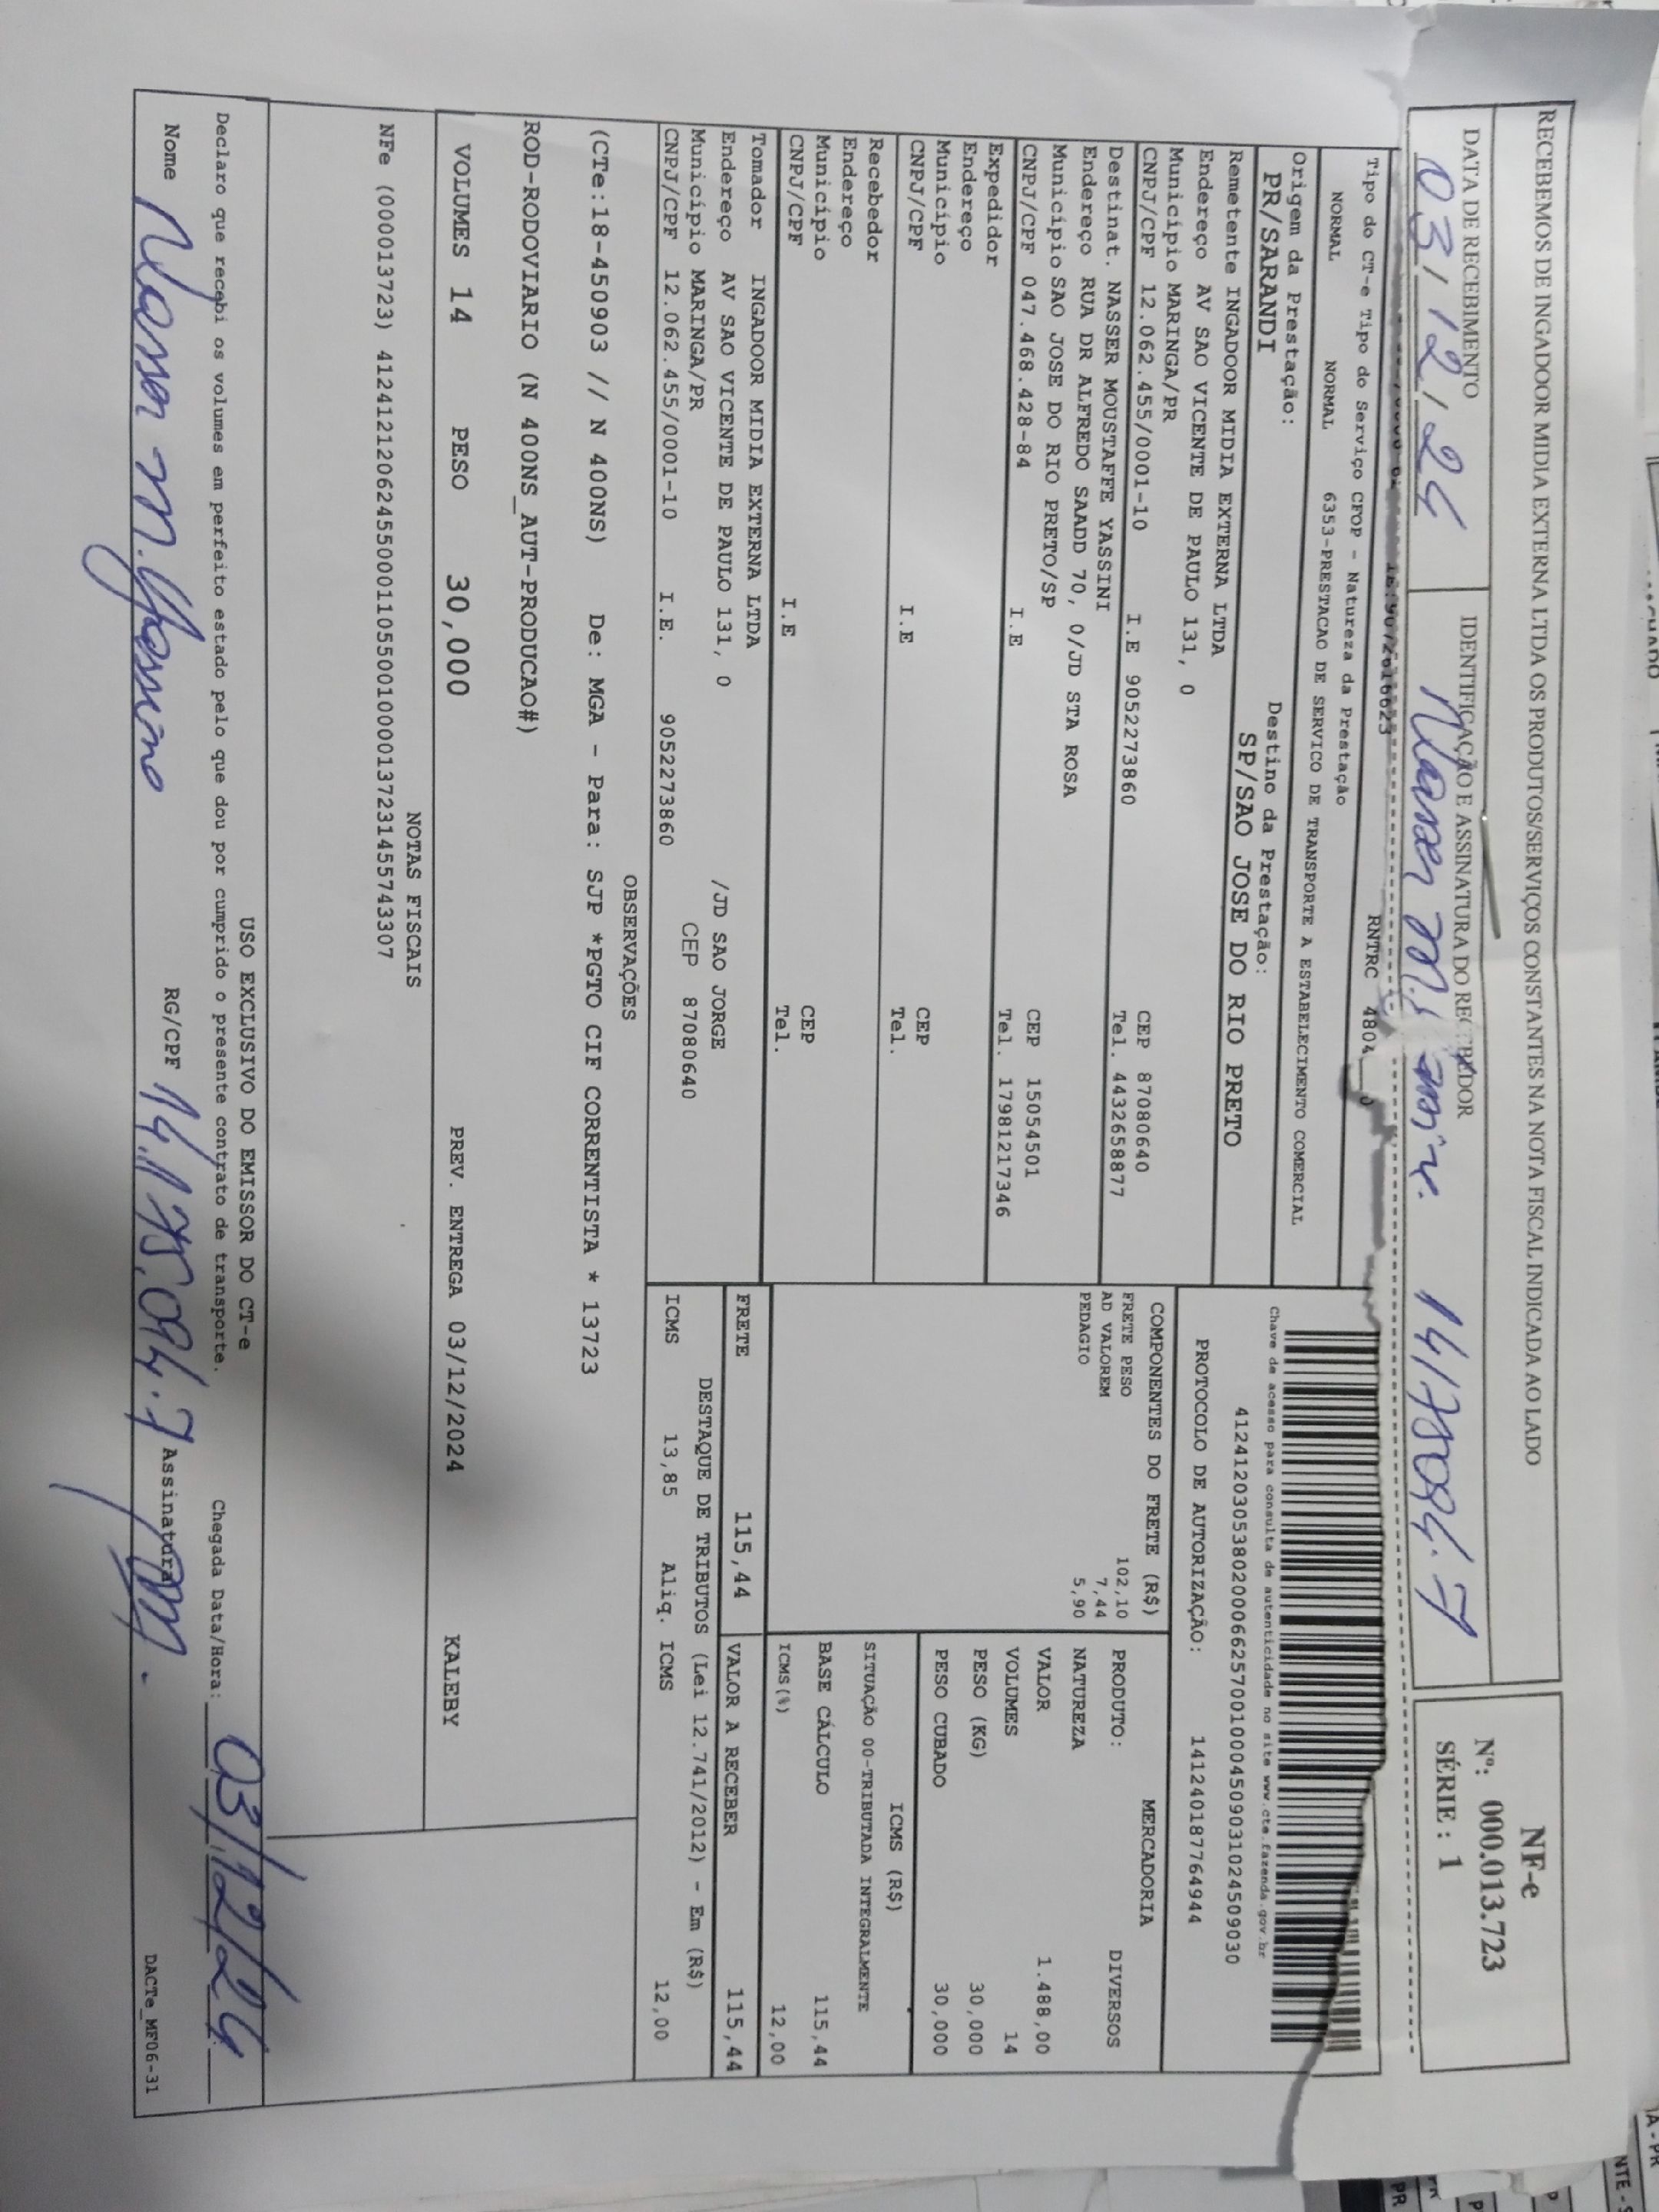 RECEBEMOS DE INGADOOR MIDIA EXTERNA LTDA OS PRODUTOS/SERVIÇOS CONSTANTES NA NOTA FISCAL INDICADA AO LADO
NF-e
Nº: 000.013.723
SÉRIE: 1
DATA DE RECEBIMENTO
03/12/24
IDENTIFICAÇÃO E ASSINATURA DO RECEBEDOR
14175094.7
Tipo do CT-e Tipo do Serviço CFOP - Natureza da Prestação
RNTRC 4804
NORMAL NORMAL 6353-PRESTACAO DE SERVICO DE TRANSPORTE A ESTABELECIMENTO COMERCIAL
Origem da Prestação: Destino da Prestação:
PR/SARANDI SP/SAO JOSE DO RIO PRETO
Chave de acesso para consulta de autenticidade no site www.cte.fazenda.gov.br
41241203053802000662570010004509031024509030
PROTOCOLO DE AUTORIZAÇÃO: 141240187764944
Remetente INGADOOR MIDIA EXTERNA LTDA
Endereço AV SAO VICENTE DE PAULO 131, 0
Município MARINGA/PR CEP 87080640
CNPJ/CPF 12.062.455/0001-10 I.E 9052273860 Tel. 4432658877
Destinat. NASSER MOUSTAFFE YASSINI
Endereço RUA DR ALFREDO SAADD 70, 0/JD STA ROSA
Município SAO JOSE DO RIO PRETO/SP CEP 15054501
CNPJ/CPF 047.468.428-84 I.E Tel. 17981217346
Expedidor
Endereço
Município CEP
CNPJ/CPF I.E Tel.
Recebedor
Endereço
Município CEP
CNPJ/CPF I.E Tel.
Tomador INGADOOR MIDIA EXTERNA LTDA
Endereço AV SAO VICENTE DE PAULO 131, 0 /JD SAO JORGE
Município MARINGA/PR CEP 87080640
CNPJ/CPF 12.062.455/0001-10 I.E. 9052273860
COMPONENTES DO FRETE (R$)
FRETE PESO 102,10
AD VALOREM 7,44
PEDAGIO 5,90
MERCADORIA
PRODUTO: DIVERSOS
NATUREZA
VALOR 1.488,00
VOLUMES 14
PESO (KG) 30,000
PESO CUBADO 30,000
ICMS (R$)
SITUAÇÃO 00-TRIBUTADA INTEGRALMENTE
BASE CÁLCULO 115,44
ICMS(%) 12,00
FRETE 115,44 VALOR A RECEBER 115,44
DESTAQUE DE TRIBUTOS (Lei 12.741/2012) - Em (R$)
ICMS 13,85 Aliq. ICMS 12,00
OBSERVAÇÕES
(CTe:18-450903 // N 400NS) De: MGA - Para: SJP *PGTO CIF CORRENTISTA * 13723
ROD-RODOVIARIO (N 400NS_AUT-PRODUCAO#)
VOLUMES 14 PESO 30,000 PREV. ENTREGA 03/12/2024 KALEBY
NOTAS FISCAIS
NFe (000013723) 41241212062455000110550010000137231455743307
USO EXCLUSIVO DO EMISSOR DO CT-e
Declaro que recebi os volumes em perfeito estado pelo que dou por cumprido o presente contrato de transporte. Chegada Data/Hora: 03/12/24
Nome Nasser M. Yassine RG/CPF 14.175.094.7 Assinatura
DACTe_MF06-31